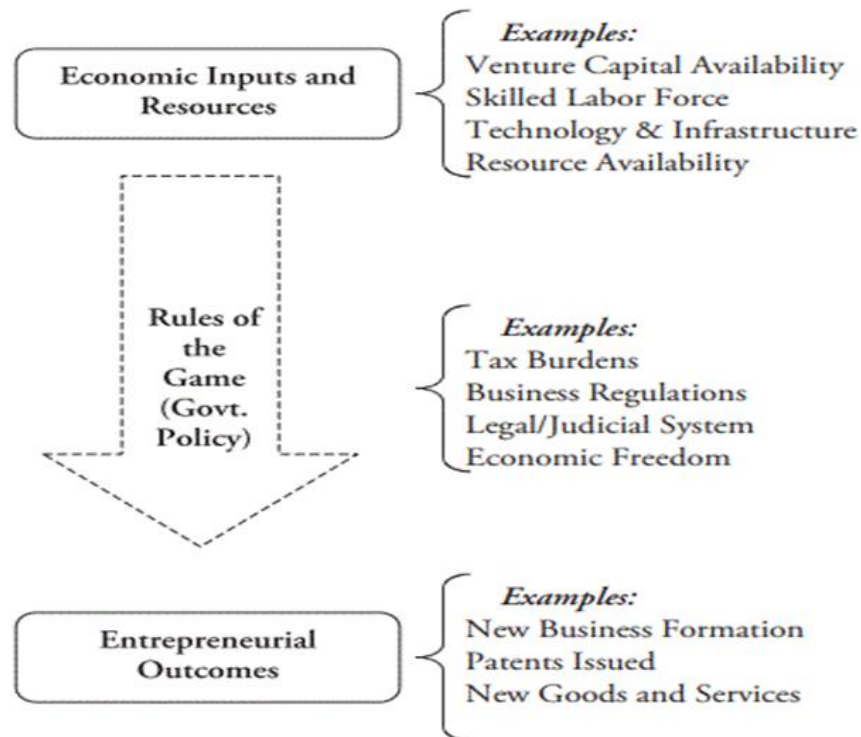 Economic Inputs and
Resources
Examples:
Venture Capital Availability
Skilled Labor Force
Technology & Infrastructure
Resource Availability
Rules of
the
Game
(Govt.
Policy)
Examples:
Tax Burdens
Business Regulations
Legal/Judicial System
Economic Freedom
Entrepreneurial
Outcomes
Examples:
New Business Formation
Patents Issued
New Goods and Services